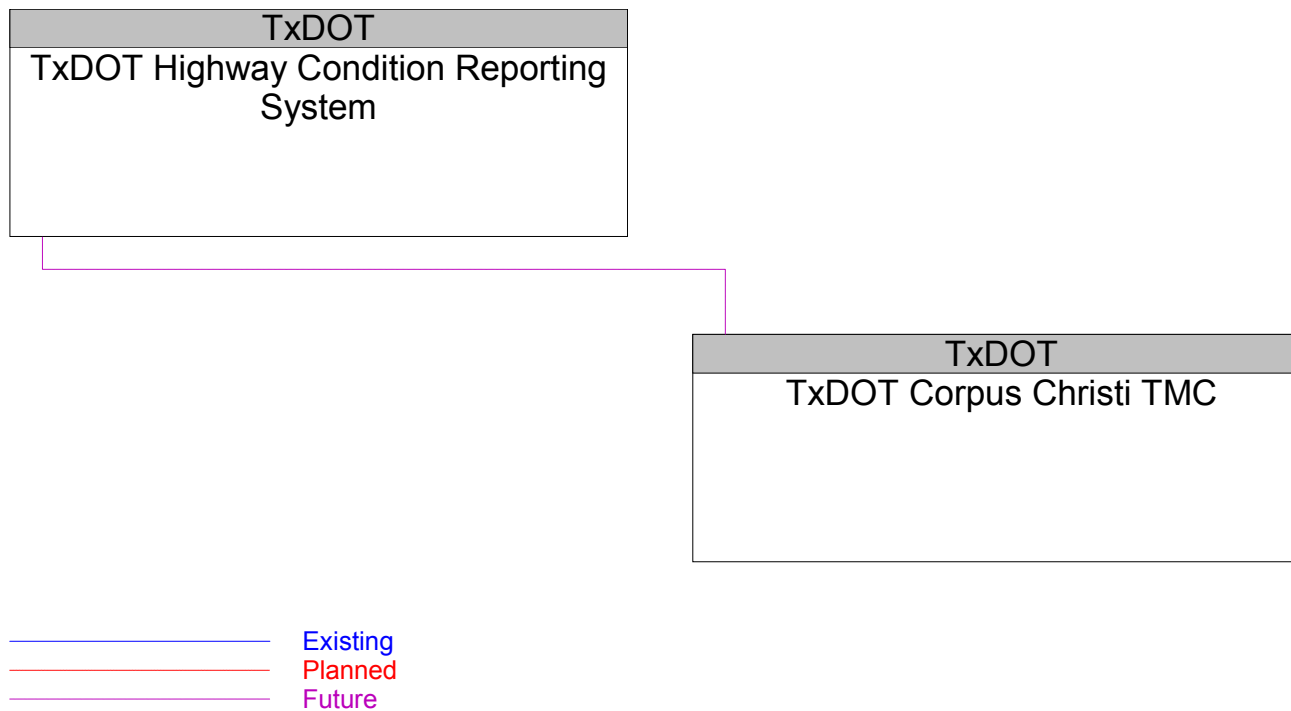 TxDOT
TxDOT Highway Condition Reporting
System
TxDOT
TxDOT Corpus Christi TMC
Existing
Planned
Future